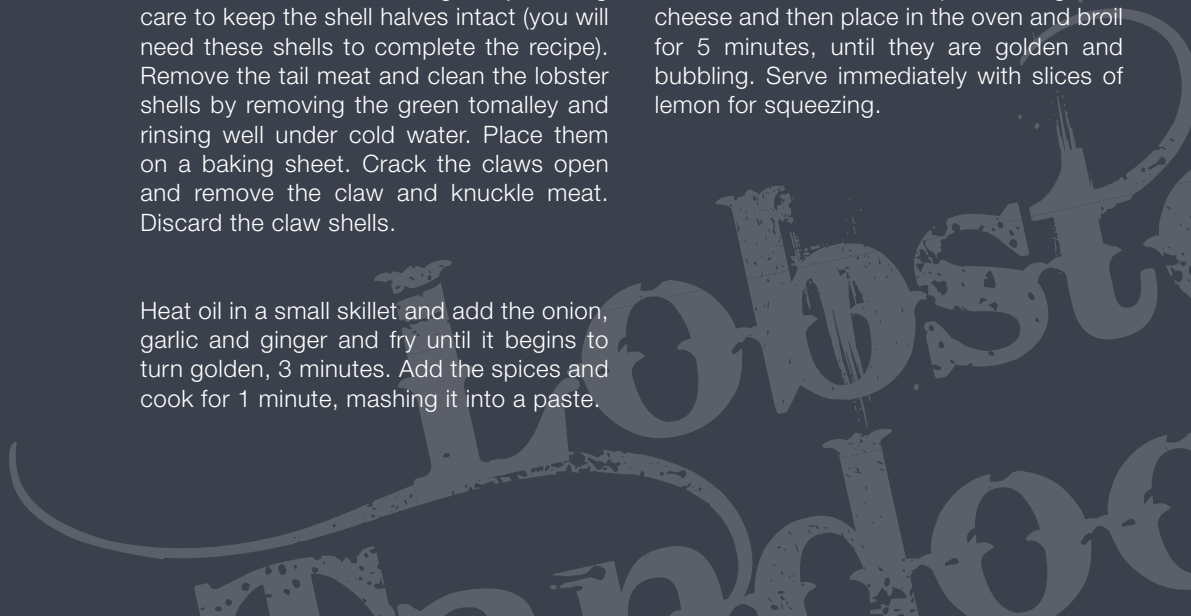 care to keep the shell halves intact (you will
need these shells to complete the recipe).
Remove the tail meat and clean the lobster
shells by removing the green tomalley and
rinsing well under cold water. Place them
on a baking sheet. Crack the claws open
and remove the claw and knuckle meat.
Discard the claw shells.
Heat oil in a small skillet and add the onion,
garlic and ginger and fry until it begins to
turn golden, 3 minutes. Add the spices and
cook for 1 minute, mashing it into a paste.
cheese and then place in the oven and broil
for 5 minutes, until they are golden and
bubbling. Serve immediately with slices of
lemon for squeezing.
Lobste
Tandoo